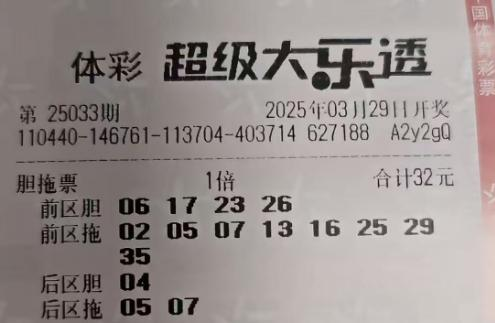 体彩 超级大乐透
第 25033期 2025年03月29日开奖
110440-146761-113704-403714 627188 A2y2gQ
胆拖票 1倍 合计32元
前区胆 06 17 23 26
前区拖 02 05 07 13 16 25 29
35
后区胆 04
后区拖 05 07
国体育彩票